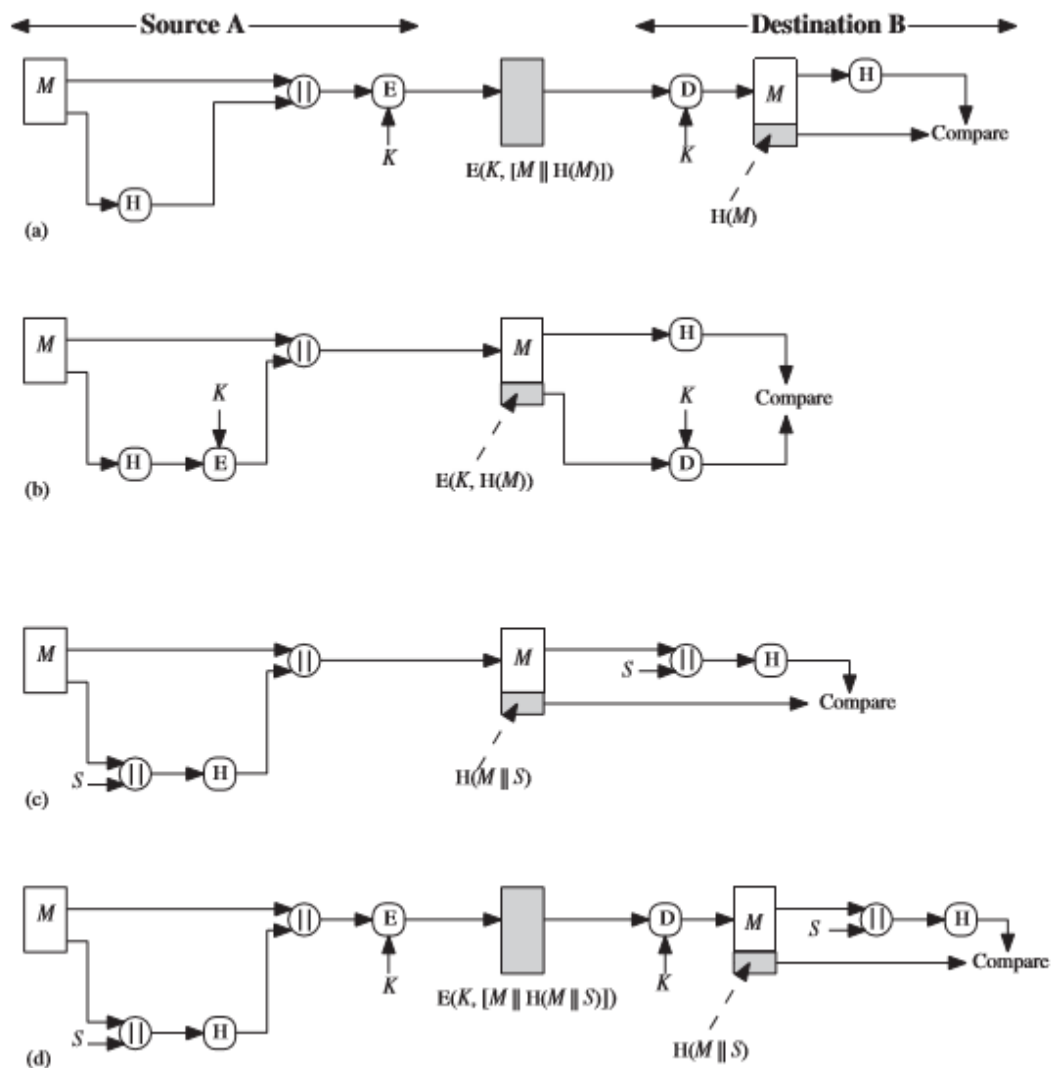 Source A Destination B
M || E D M H
K K Compare
E(K, [M || H(M)])
H H(M)
(a)
M || M H
K K Compare
H E D
E(K, H(M))
(b)
M || M S || H
Compare
S || H H(M || S)
(c)
M || E D M S || H
K K Compare
E(K, [M || H(M || S)])
S || H H(M || S)
(d)